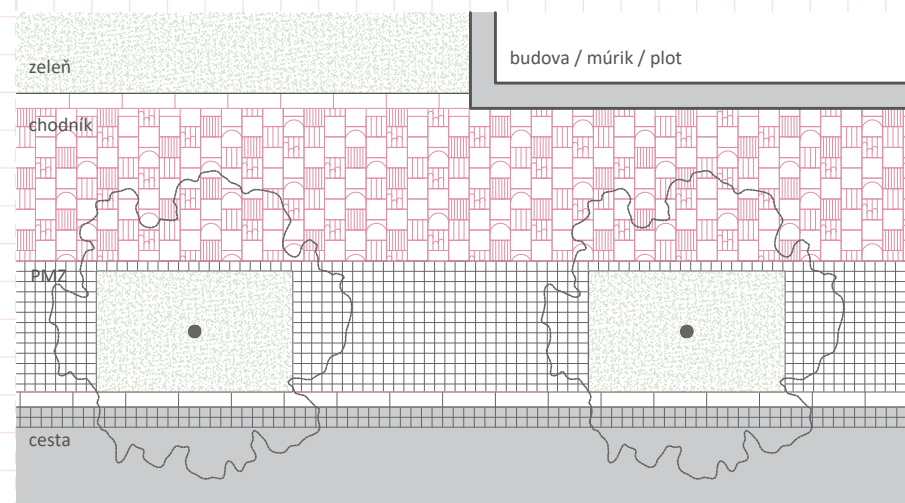 zeleň
budova / múrik / plot
chodník
PMZ
cesta